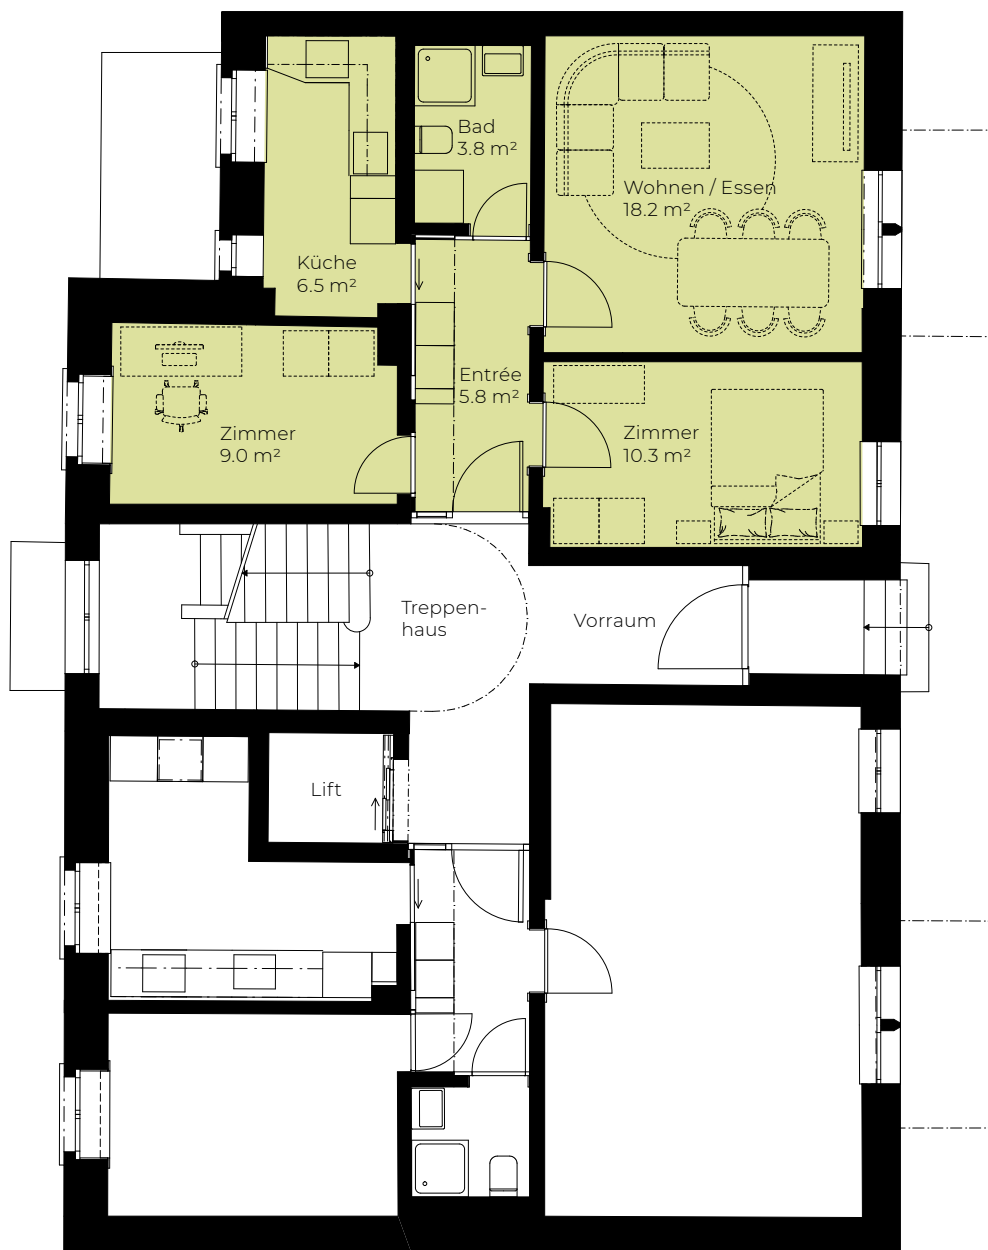 Bad
3.8 m²
Wohnen / Essen
18.2 m²
Küche
6.5 m²
Entrée
5.8 m²
Zimmer
9.0 m²
Zimmer
10.3 m²
Treppen-
haus
Vorraum
Lift